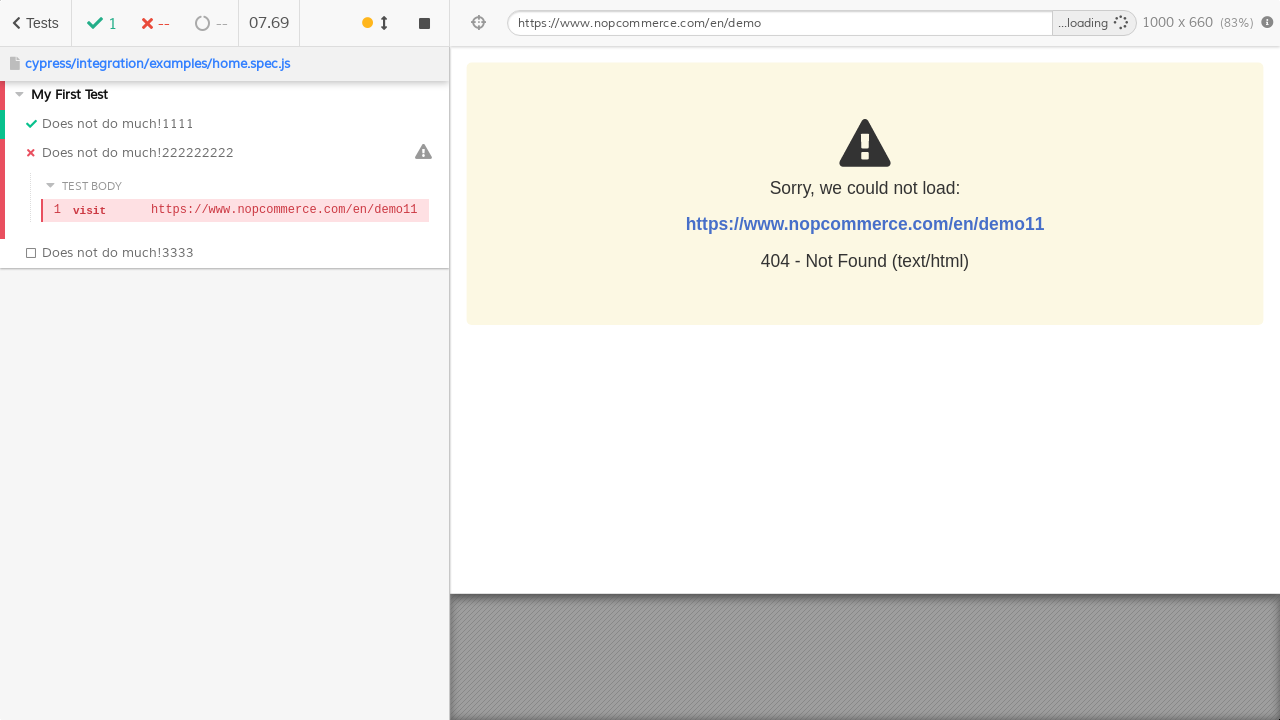 Tests 1 -- -- 07.69
https://www.nopcommerce.com/en/demo ...loading 1000 x 660 (83%)
cypress/integration/examples/home.spec.js
My First Test
Does not do much!1111
Does not do much!222222222
TEST BODY
1 visit https://www.nopcommerce.com/en/demo11
Does not do much!3333
Sorry, we could not load:
https://www.nopcommerce.com/en/demo11
404 - Not Found (text/html)